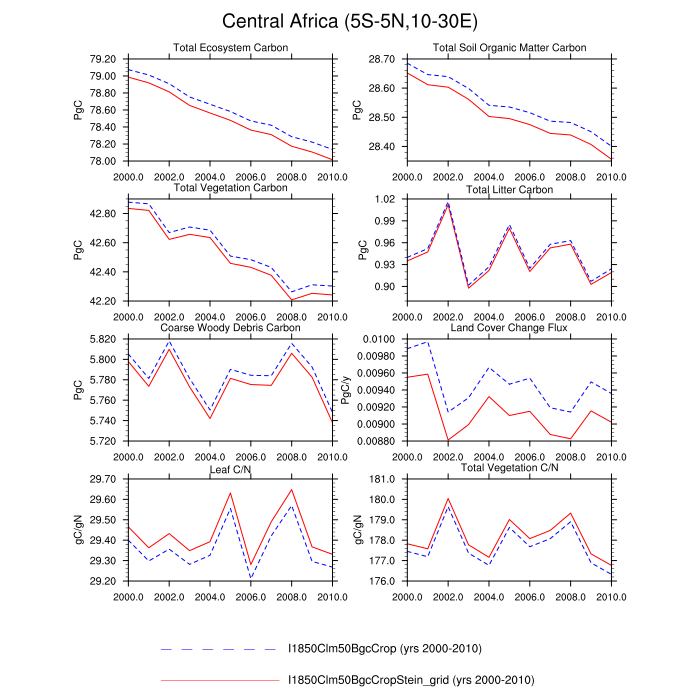 Central Africa (5S-5N,10-30E)
Total Ecosystem Carbon
Total Soil Organic Matter Carbon
79.20
79.00
78.80
78.60
78.40
78.20
78.00
PgC
2000.0 2002.0 2004.0 2006.0 2008.0 2010.0
28.70
28.60
28.50
28.40
PgC
2000.0 2002.0 2004.0 2006.0 2008.0 2010.0
Total Vegetation Carbon
Total Litter Carbon
42.80
42.60
42.40
42.20
PgC
2000.0 2002.0 2004.0 2006.0 2008.0 2010.0
1.02
0.99
0.96
0.93
0.90
PgC
2000.0 2002.0 2004.0 2006.0 2008.0 2010.0
Coarse Woody Debris Carbon
Land Cover Change Flux
5.820
5.800
5.780
5.760
5.740
5.720
PgC
2000.0 2002.0 2004.0 2006.0 2008.0 2010.0
0.0100
0.00980
0.00960
0.00940
0.00920
0.00900
0.00880
PgC/y
2000.0 2002.0 2004.0 2006.0 2008.0 2010.0
Leaf C/N
Total Vegetation C/N
29.70
29.60
29.50
29.40
29.30
29.20
gC/gN
2000.0 2002.0 2004.0 2006.0 2008.0 2010.0
181.0
180.0
179.0
178.0
177.0
176.0
gC/gN
2000.0 2002.0 2004.0 2006.0 2008.0 2010.0
I1850Clm50BgcCrop (yrs 2000-2010)
I1850Clm50BgcCropStein_grid (yrs 2000-2010)